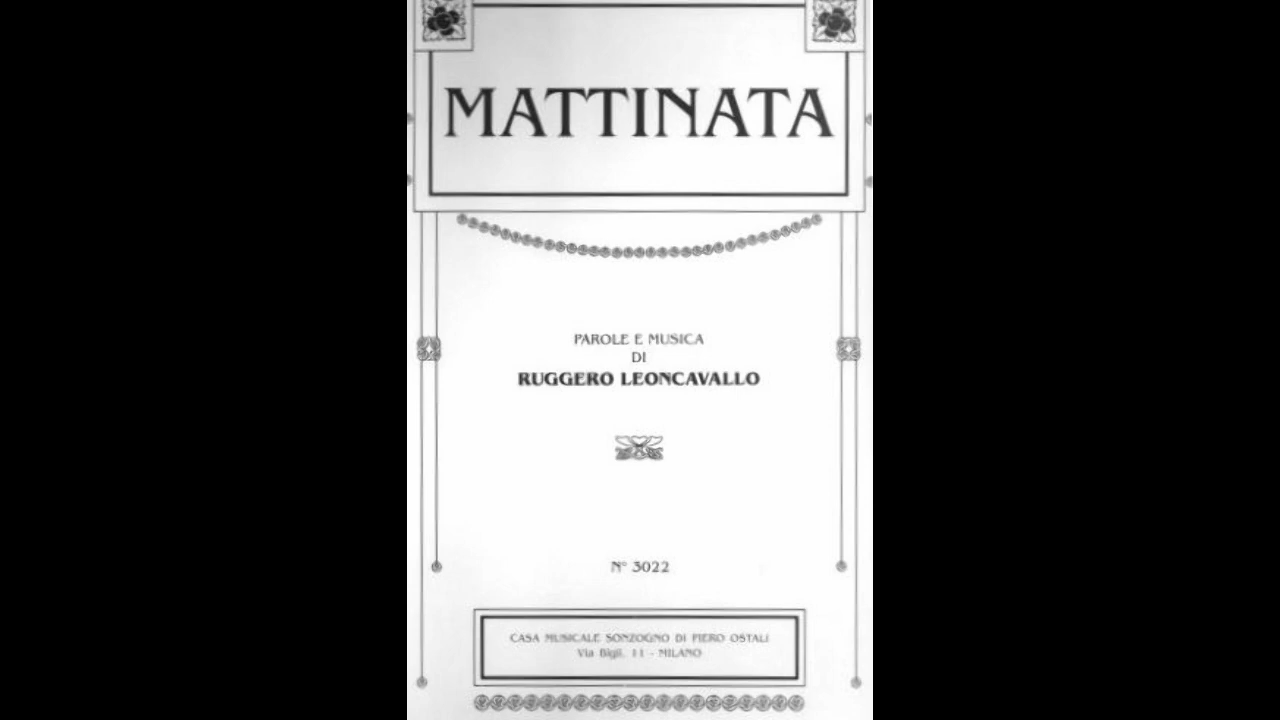 MATTINATA
PAROLE E MUSICA
DI
RUGGERO LEONCAVALLO
N° 3022
CASA MUSICALE SONZOGNO DI PIERO OSTALI
Via Bigli, 11 - MILANO